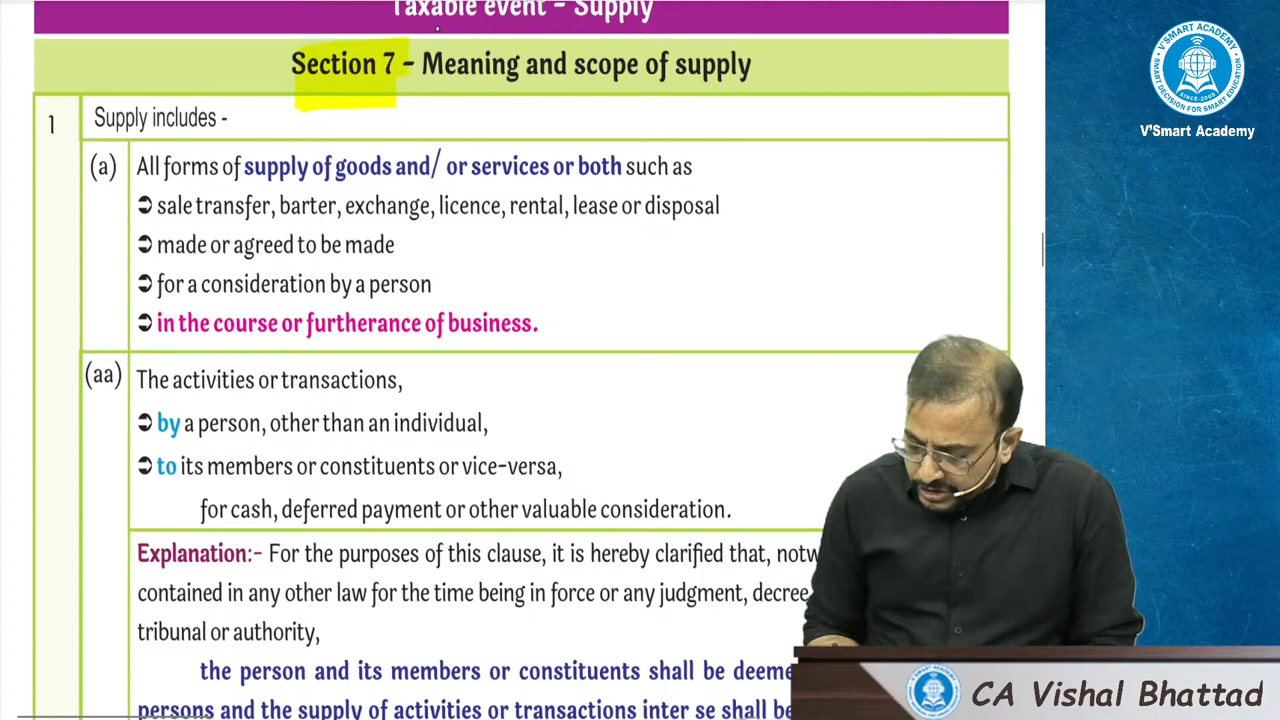 Taxable event - Supply
Section 7 - Meaning and scope of supply
1 Supply includes -
(a) All forms of supply of goods and/ or services or both such as
➲ sale transfer, barter, exchange, licence, rental, lease or disposal
➲ made or agreed to be made
➲ for a consideration by a person
➲ in the course or furtherance of business.
(aa) The activities or transactions,
➲ by a person, other than an individual,
➲ to its members or constituents or vice-versa,
for cash, deferred payment or other valuable consideration.
Explanation:- For the purposes of this clause, it is hereby clarified that,
contained in any other law for the time being in force or any judgment, decree
tribunal or authority,
the person and its members or constituents shall be
persons and the supply of activities or transactions inter se shall be
V'SMART ACADEMY
SINCE-2006
SMART DECISION FOR SMART EDUCATION
V'Smart Academy
CA Vishal Bhattad